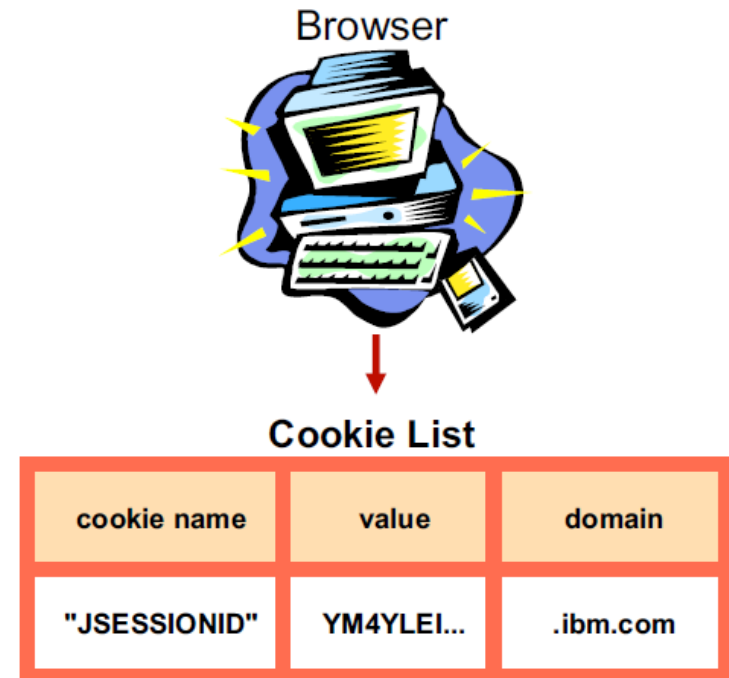 Browser
Cookie List
cookie name value domain
"JSESSIONID" YM4YLEI... .ibm.com